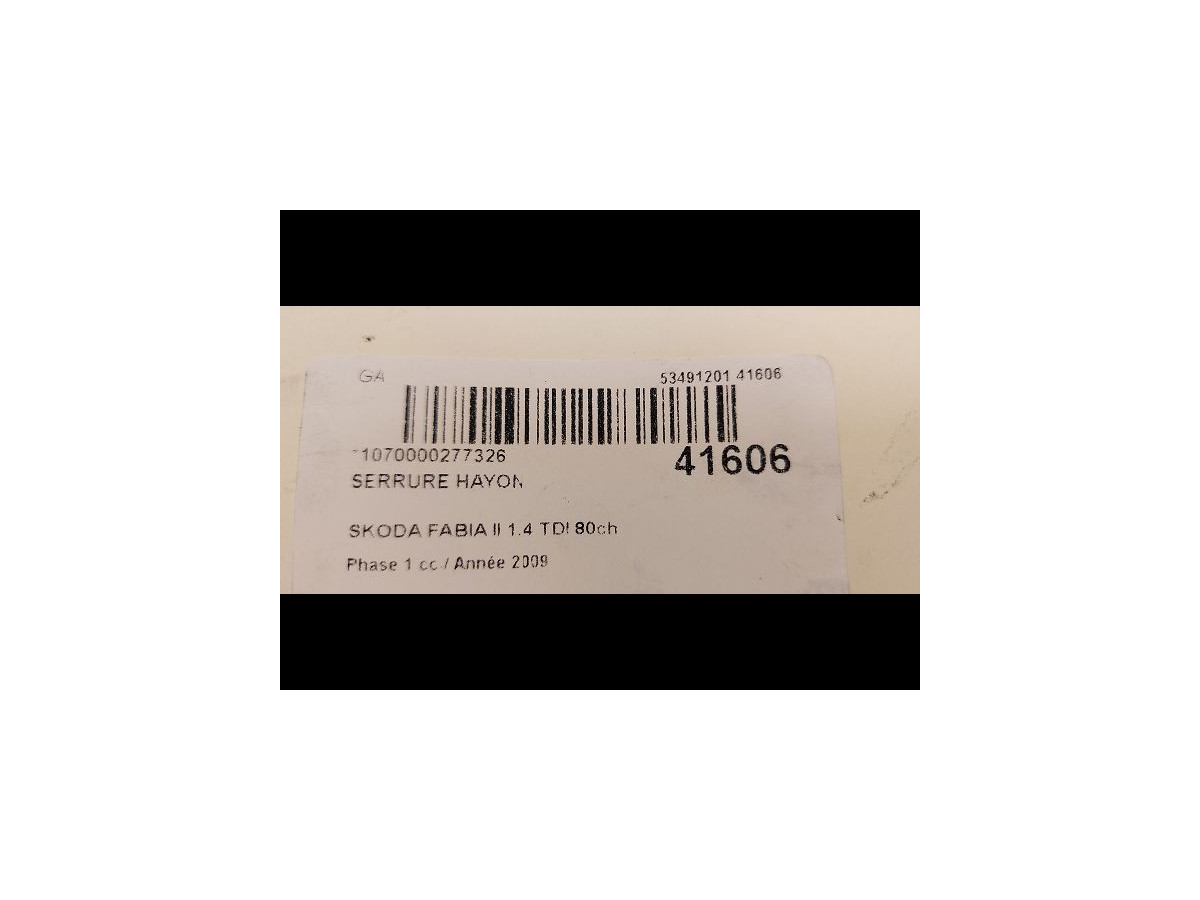 GA
53491201 41606
*1070000277326
41606
SERRURE HAYON
SKODA FABIA II 1.4 TDI 80ch
Phase 1 cc / Année 2009